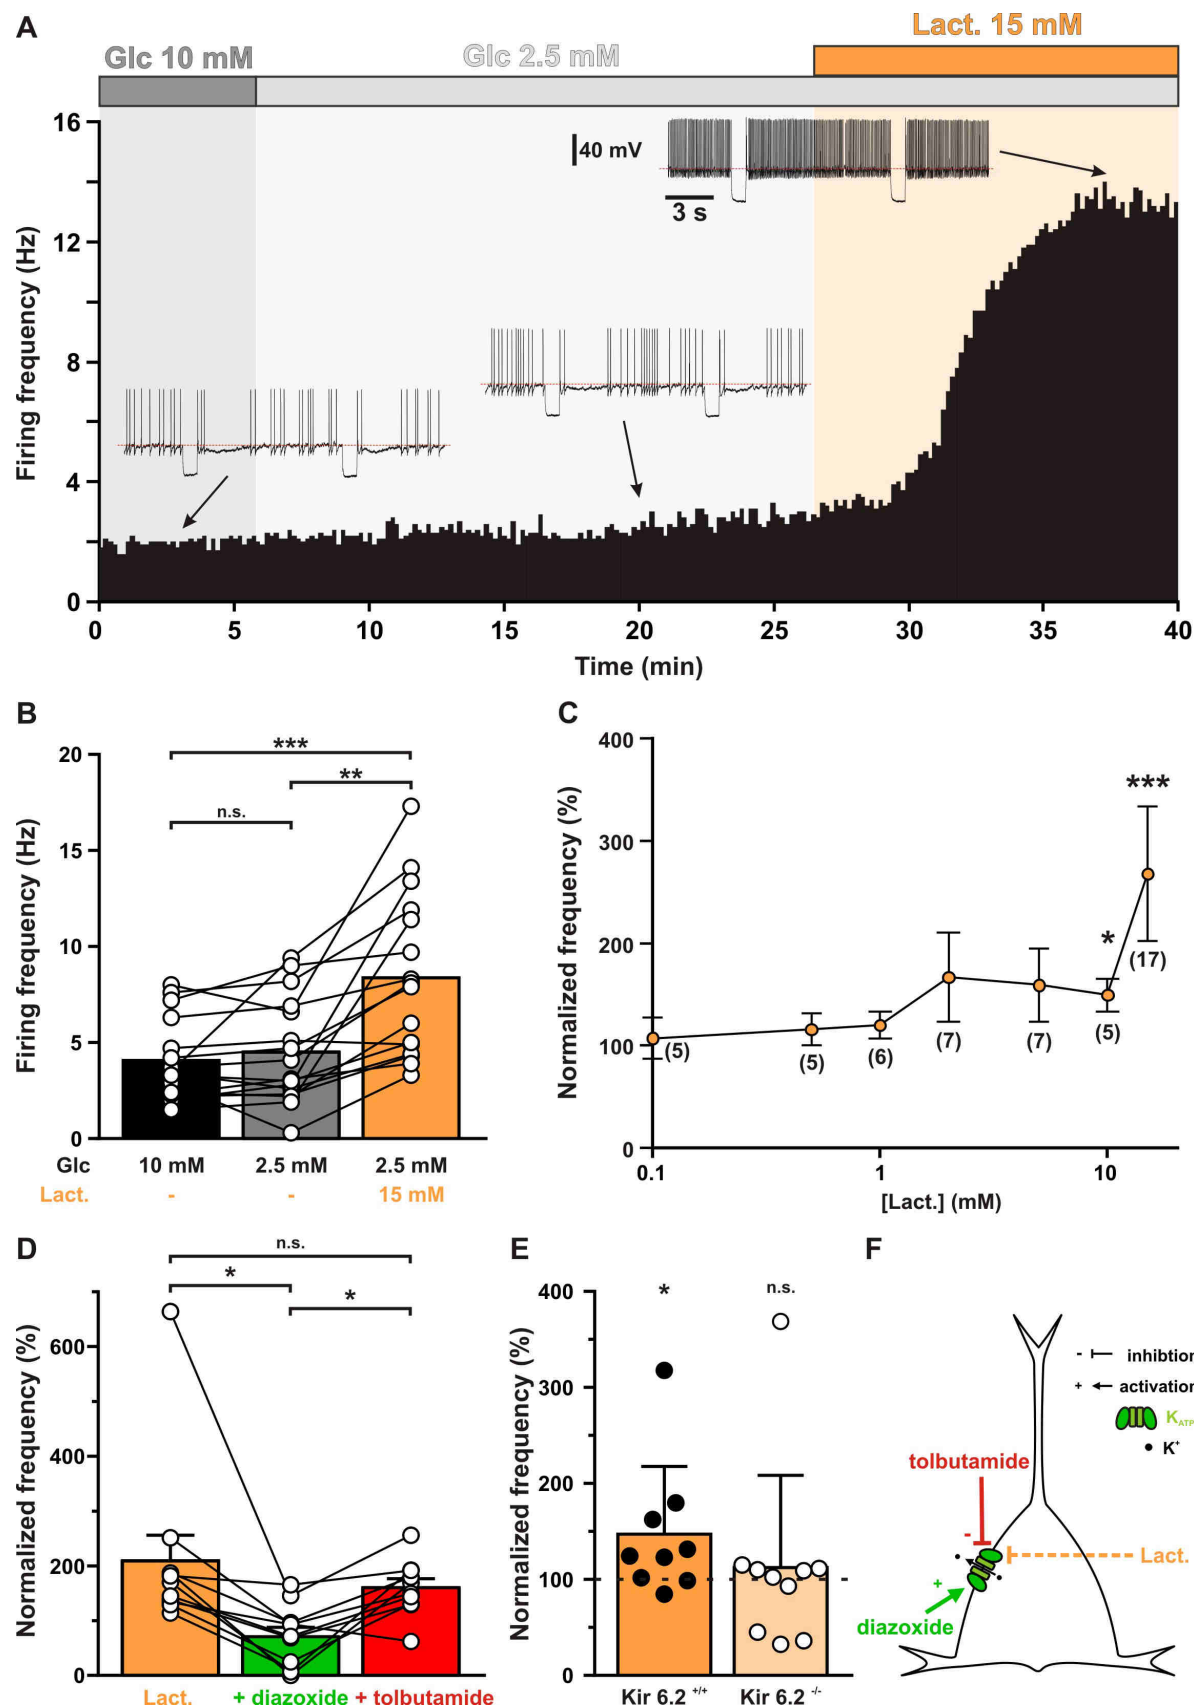 A
Glc 10 mM
Glc 2.5 mM
Lact. 15 mM
Firing frequency (Hz)
16
12
8
4
0
40 mV
3 s
0 5 10 15 20 25 30 35 40
Time (min)
B
Firing frequency (Hz)
20
15
10
5
0
***
**
n.s.
Glc 10 mM 2.5 mM 2.5 mM
Lact. - - 15 mM
C
Normalized frequency (%)
400
300
200
100
0
***
*
(5) (5) (6) (7) (7) (5) (17)
0.1 1 10
[Lact.] (mM)
D
Normalized frequency (%)
600
400
200
0
n.s.
*
*
Lact. + diazoxide + tolbutamide
E
Normalized frequency (%)
400
300
200
100
0
*
n.s.
Kir 6.2 +/+ Kir 6.2 -/-
F
- inhibtion
+ activation
KATP
K+
tolbutamide
-
Lact.
+
diazoxide